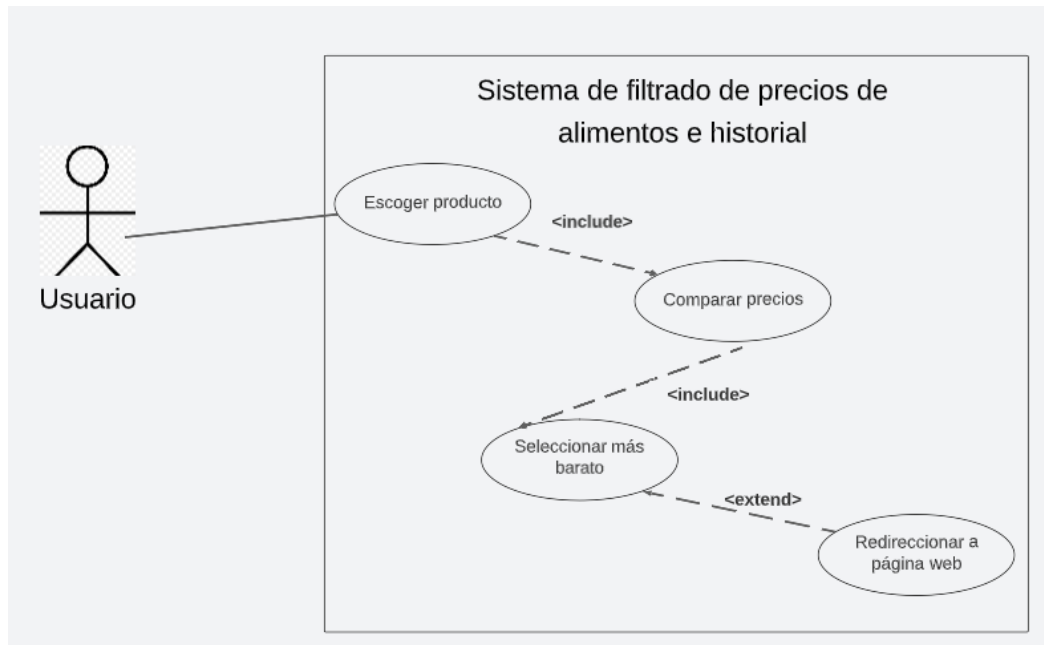 Sistema de filtrado de precios de
alimentos e historial
Escoger producto
<include>
Usuario
Comparar precios
<include>
Seleccionar más
barato
<extend>
Redireccionar a
página web